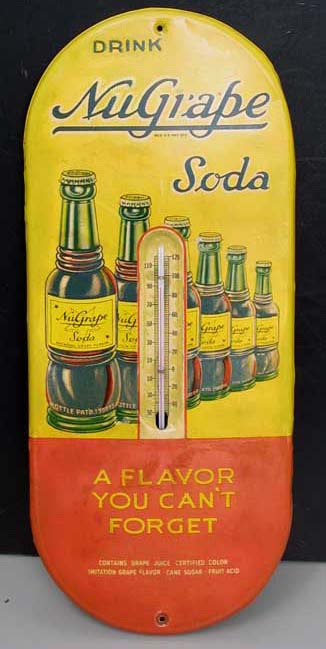 DRINK
NuGrape
Soda
NuGrape
Soda
A FLAVOR
YOU CAN'T
FORGET
CONTAINS GRAPE JUICE CERTIFIED COLOR
IMITATION GRAPE FLAVOR - CANE SUGAR - FRUIT ACID